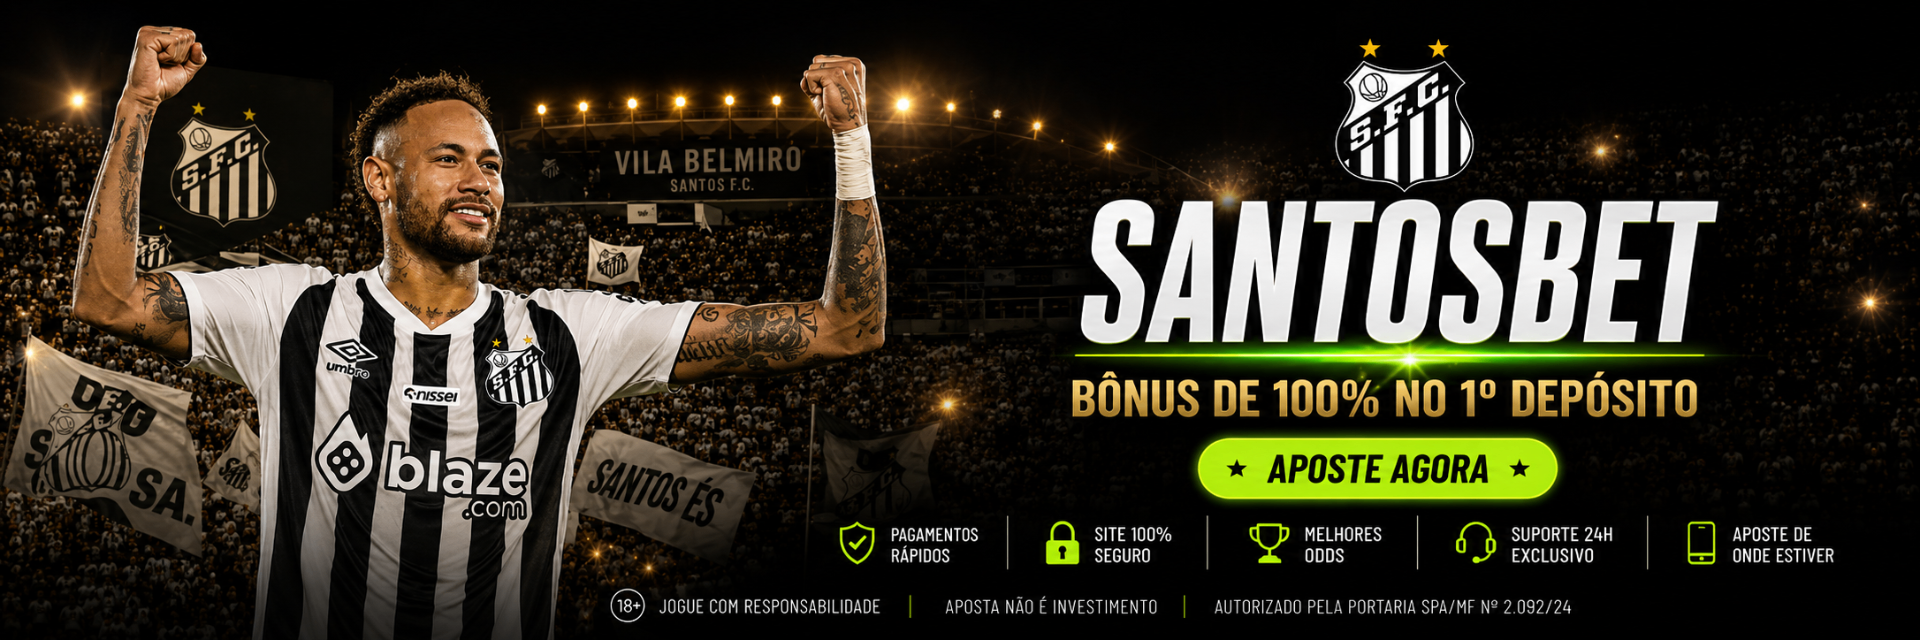 S.F.C.
VILA BELMIRO
SANTOS F.C.
S.F.C.
umbro
nissei
S.F.C.
blaze
.com
SANTOS ÉS
SA.
S.F.C.
SANTOSBET
BÔNUS DE 100% NO 1º DEPÓSITO
APOSTE AGORA
PAGAMENTOS
RÁPIDOS
SITE 100%
SEGURO
MELHORES
ODDS
SUPORTE 24H
EXCLUSIVO
APOSTE DE
ONDE ESTIVER
18+ JOGUE COM RESPONSABILIDADE
APOSTA NÃO É INVESTIMENTO
AUTORIZADO PELA PORTARIA SPA/MF Nº 2.092/24